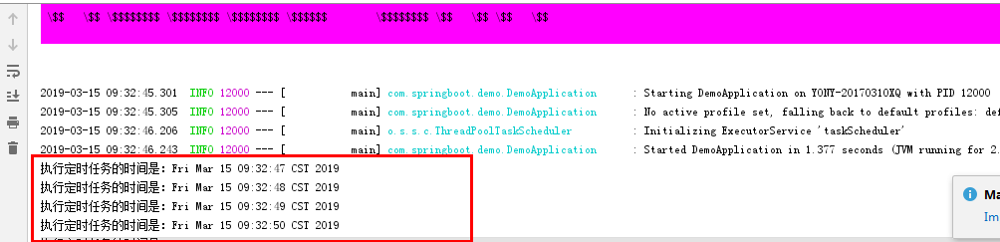 \$$   \$$ \$$$$$$$$ \$$$$$$$$ \$$$$$$$$ \$$$$$$      \$$$$$$$$ \$$   \$$ \$$   \$$
2019-03-15 09:32:45.301  INFO 12000 --- [           main] com.springboot.demo.DemoApplication      : Starting DemoApplication on YONY-20170310XQ with PID 12000
2019-03-15 09:32:45.305  INFO 12000 --- [           main] com.springboot.demo.DemoApplication      : No active profile set, falling back to default profiles: def
2019-03-15 09:32:46.206  INFO 12000 --- [           main] o.s.s.c.ThreadPoolTaskScheduler          : Initializing ExecutorService 'taskScheduler'
2019-03-15 09:32:46.243  INFO 12000 --- [           main] com.springboot.demo.DemoApplication      : Started DemoApplication in 1.377 seconds (JVM running for 2.
执行定时任务的时间是：Fri Mar 15 09:32:47 CST 2019
执行定时任务的时间是：Fri Mar 15 09:32:48 CST 2019
执行定时任务的时间是：Fri Mar 15 09:32:49 CST 2019
执行定时任务的时间是：Fri Mar 15 09:32:50 CST 2019
Ma
Im